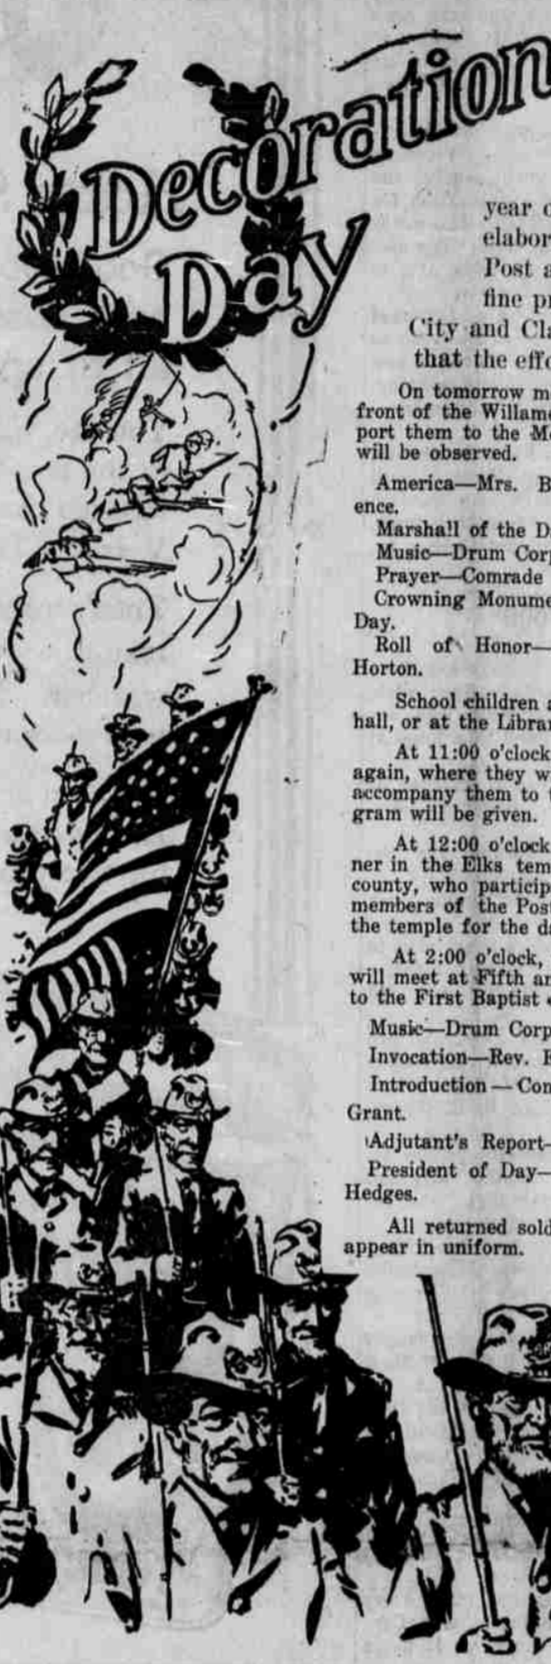 Decoration
Day
year o
elabor
Post a
fine pr
City and Cla
that the effo
On tomorrow m
front of the Willame
port them to the Mo
will be observed.
America—Mrs. B
ence.
Marshall of the D
Music—Drum Corp
Prayer—Comrade
Crowning Monume
Day.
Roll of Honor—
Horton.
School children a
hall, or at the Librar
At 11:00 o'clock
again, where they w
accompany them to t
gram will be given.
At 12:00 o'clock
ner in the Elks tem
county, who particip
members of the Pos
the temple for the da
At 2:00 o'clock,
will meet at Fifth an
to the First Baptist
Music—Drum Corp
Invocation—Rev. E
Introduction — Con
Grant.
Adjutant's Report—
President of Day—
Hedges.
All returned sold
appear in uniform.